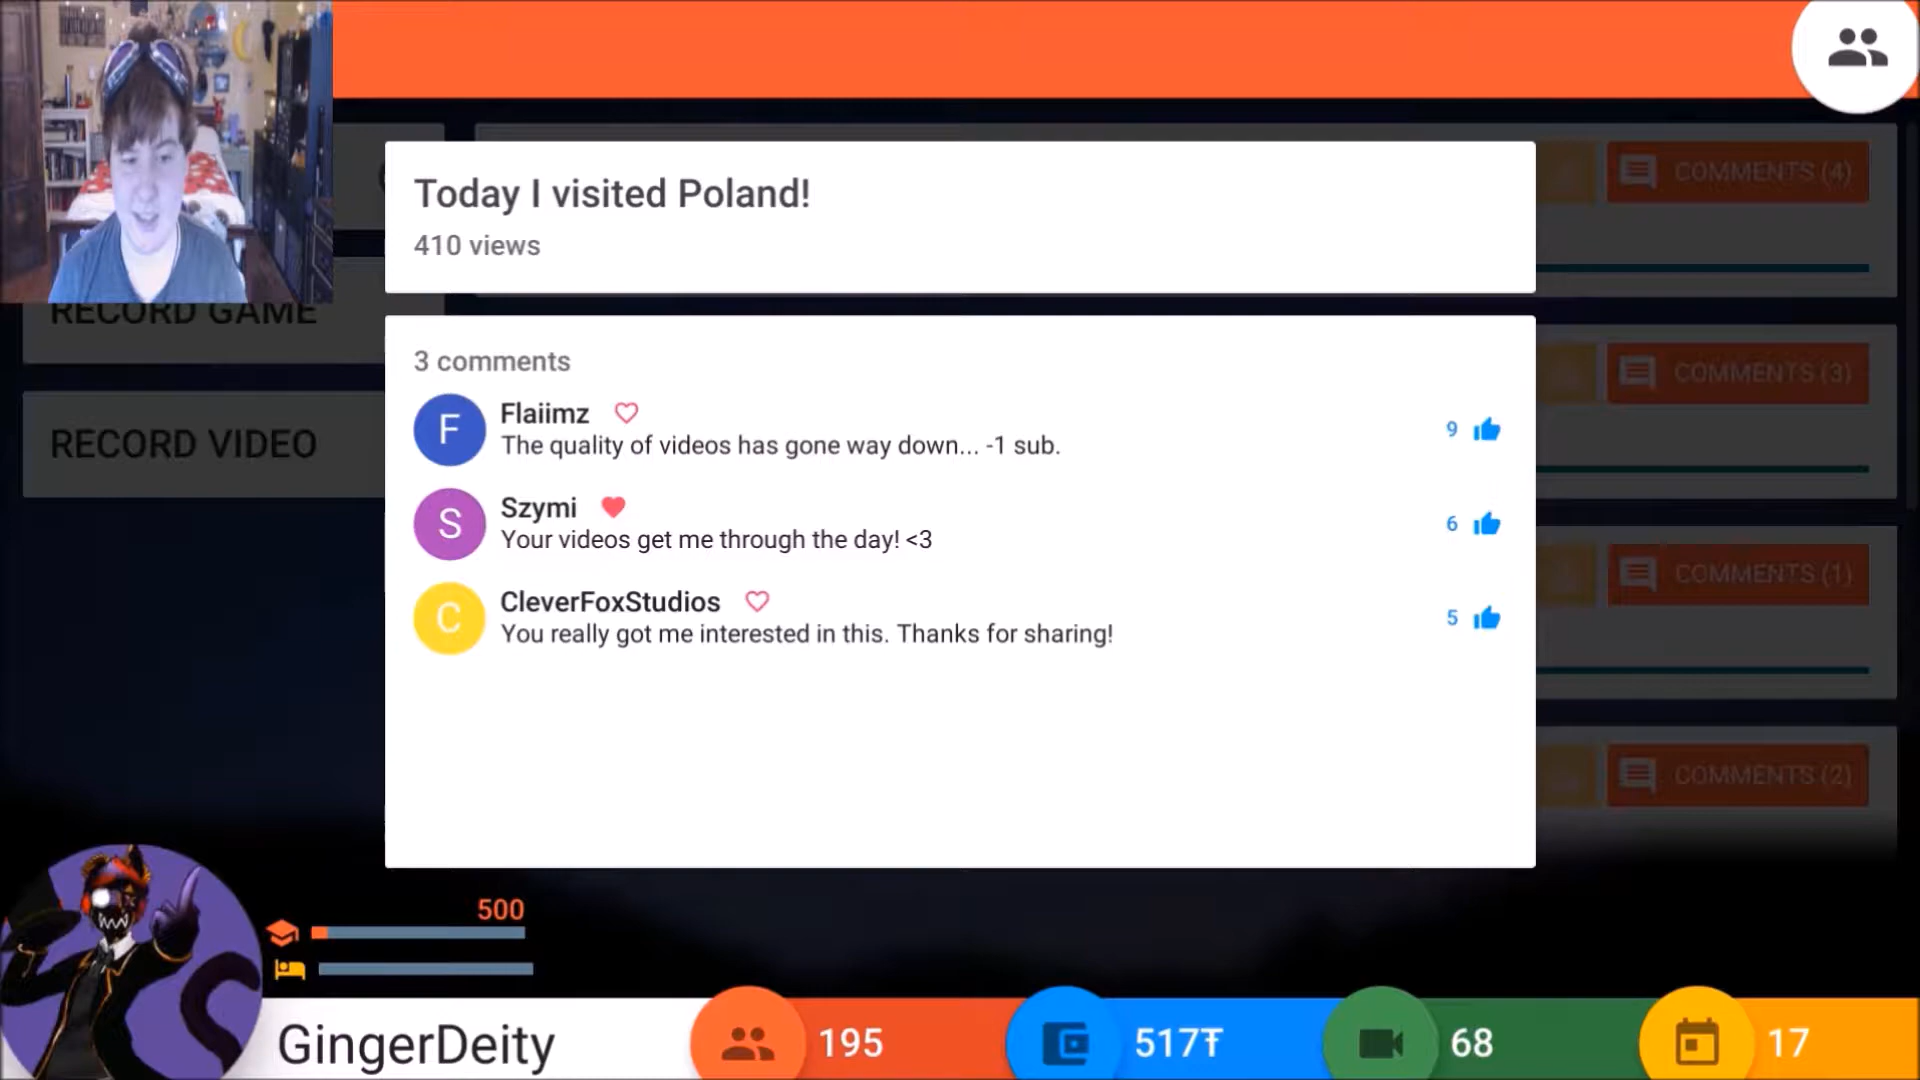 Today I visited Poland!
410 views
3 comments
F
Flaiimz
The quality of videos has gone way down... -1 sub.
9
S
Szymi
Your videos get me through the day! <3
6
C
CleverFoxStudios
You really got me interested in this. Thanks for sharing!
5
RECORD GAME
RECORD VIDEO
COMMENTS (4)
COMMENTS (3)
COMMENTS (1)
COMMENTS (2)
500
GingerDeity
195
517Ŧ
68
17